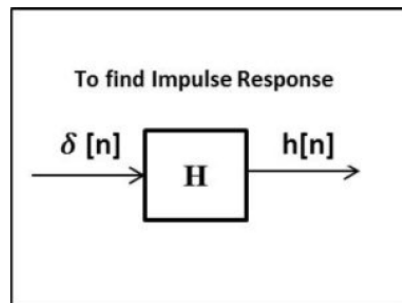 To find Impulse Response
δ [n]
H
h[n]